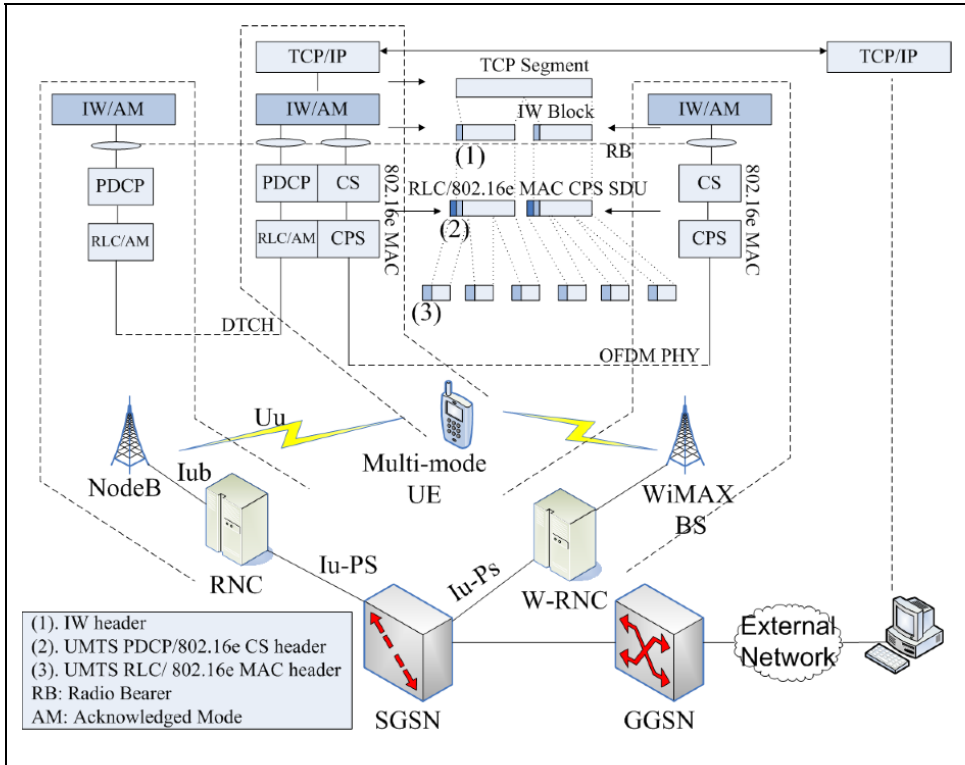 TCP/IP
TCP/IP
TCP Segment
IW/AM
IW/AM
IW Block
IW/AM
RB
(1)
PDCP
PDCP
CS
802.16e MAC
RLC/802.16e MAC CPS SDU
CS
802.16e MAC
RLC/AM
RLC/AM
CPS
(2)
CPS
(3)
DTCH
OFDM PHY
Uu
NodeB
Iub
Multi-mode
UE
WiMAX
BS
RNC
Iu-PS
Iu-Ps
W-RNC
External
Network
SGSN
GGSN
(1). IW header
(2). UMTS PDCP/802.16e CS header
(3). UMTS RLC/ 802.16e MAC header
RB: Radio Bearer
AM: Acknowledged Mode